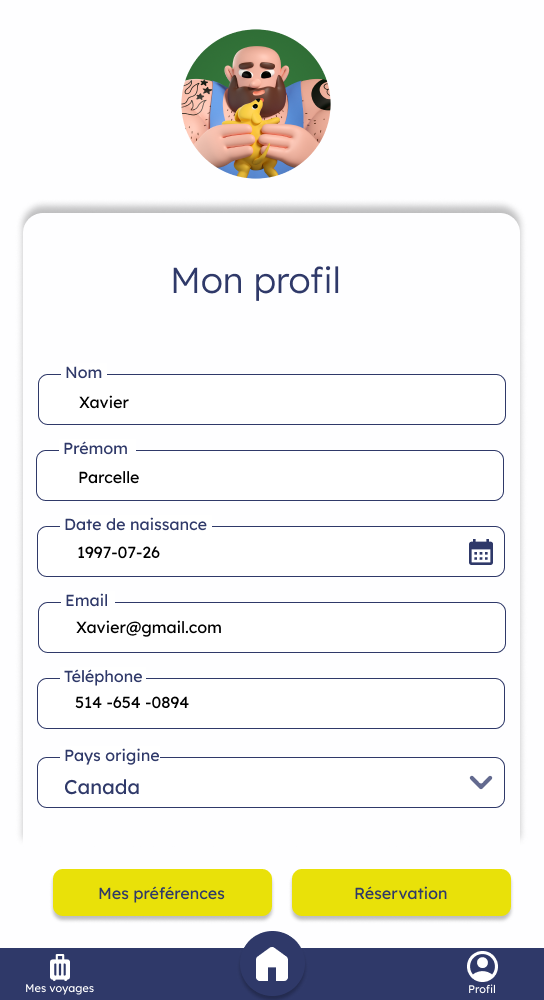 Mon profil
Nom
Xavier
Prémom
Parcelle
Date de naissance
1997-07-26
Email
Xavier@gmail.com
Téléphone
514 -654 -0894
Pays origine
Canada
Mes préférences
Réservation
Mes voyages
Profil